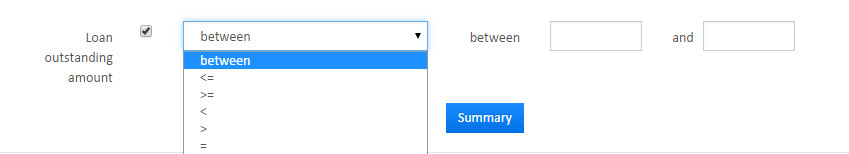 Loan outstanding amount
between
between
and
between
<=
>=
<
>
=
Summary